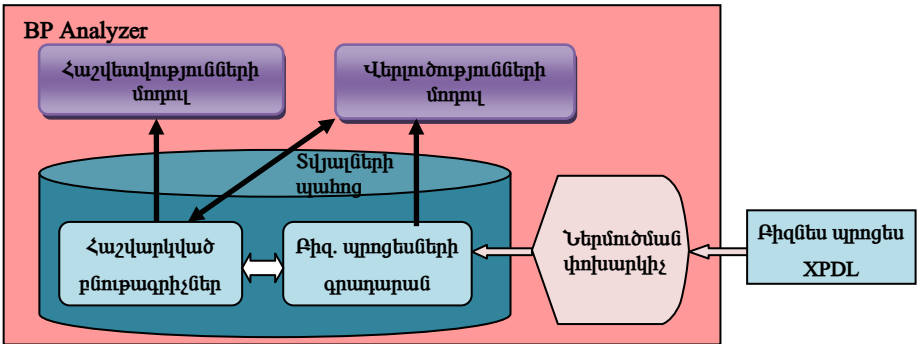 BP Analyzer
Հաշվետվությունների
մոդուլ
Վերլուծությունների
մոդուլ
Տվյալների
պահոց
Հաշվարկված
բնութագրիչներ
Բիզ. պրոցեսների
գրադարան
Ներմուծման
փոխարկիչ
Բիզնես պրոցես
XPDL